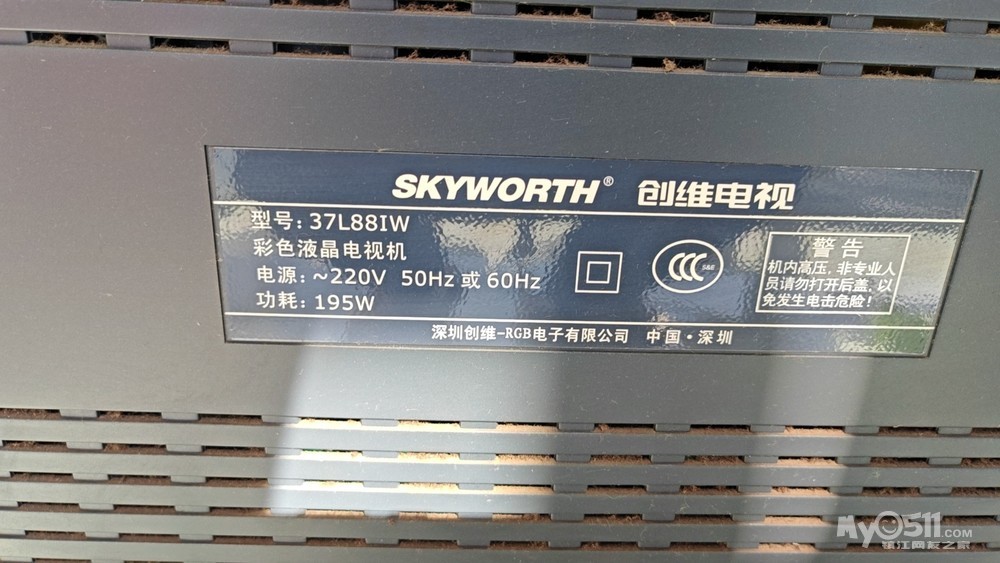 SKYWORTH® 创维电视
型号：37L88IW
彩色液晶电视机
电源：~220V 50Hz 或 60Hz
功耗：195W
CCC S&E
警告
机内高压，非专业人
员请勿打开后盖，以
免发生电击危险！
深圳创维-RGB电子有限公司 中国·深圳
My0511.COM
镇江网友之家